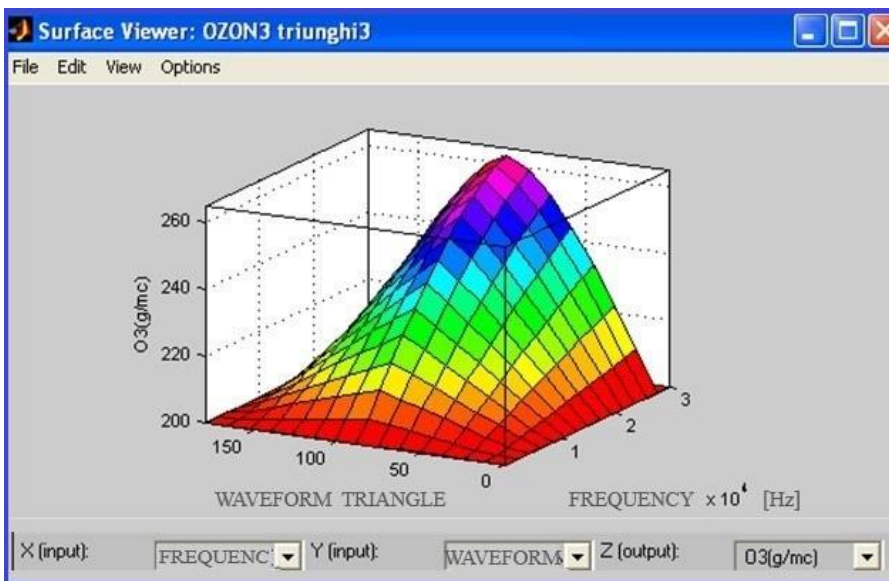 Surface Viewer: OZON3 triunghi3
File Edit View Options
260
240
220
200
O3(g/mc)
150
100
50
0
1
2
3
WAVEFORM TRIANGLE
FREQUENCY x 10⁴ [Hz]
X (input): FREQUENC Y (input): WAVEFORM Z (output): O3(g/mc)